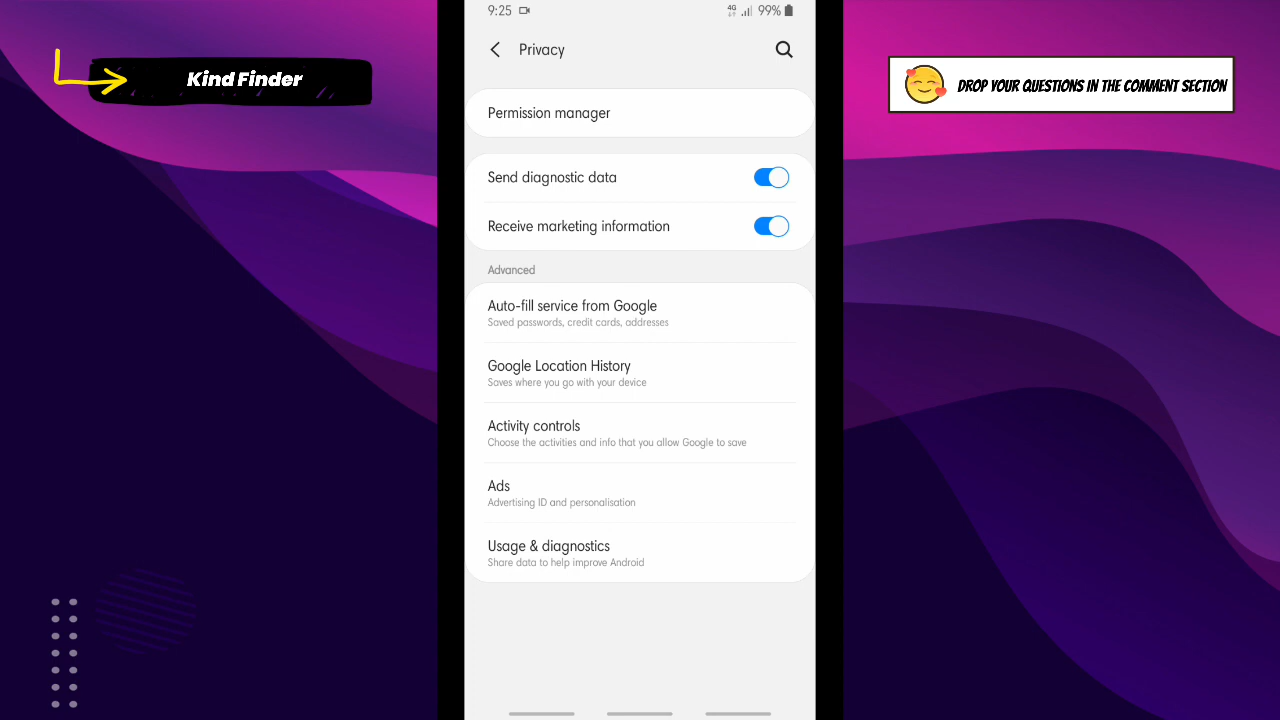 Kind Finder
9:25
4G
99%
Privacy
Permission manager
Send diagnostic data
Receive marketing information
Advanced
Auto-fill service from Google
Saved passwords, credit cards, addresses
Google Location History
Saves where you go with your device
Activity controls
Choose the activities and info that you allow Google to save
Ads
Advertising ID and personalisation
Usage & diagnostics
Share data to help improve Android
DROP YOUR QUESTIONS IN THE COMMENT SECTION